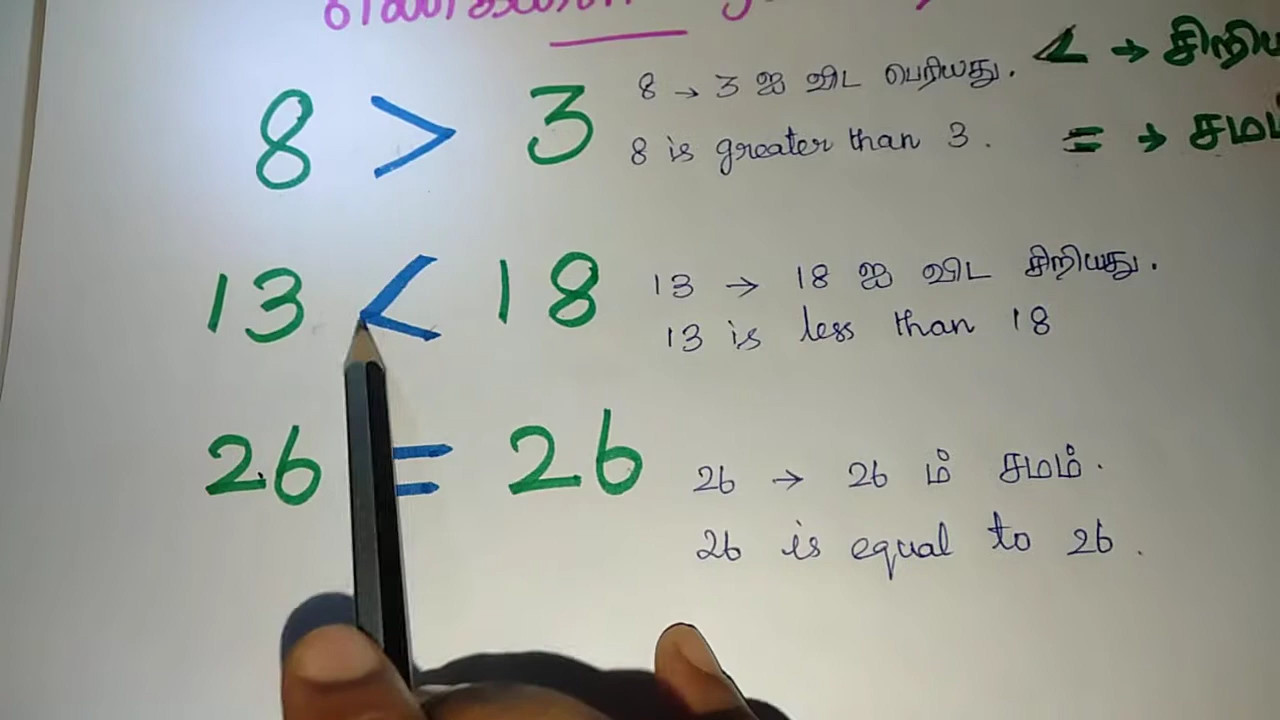 8 > 3
8 → 3 ஐ விட பெரியது.
8 is greater than 3.
< →
= →
13 < 18
13 → 18 ஐ விட சிறியது.
13 is less than 18
26 = 26
26 → 26 ம் சமம்.
26 is equal to 26.